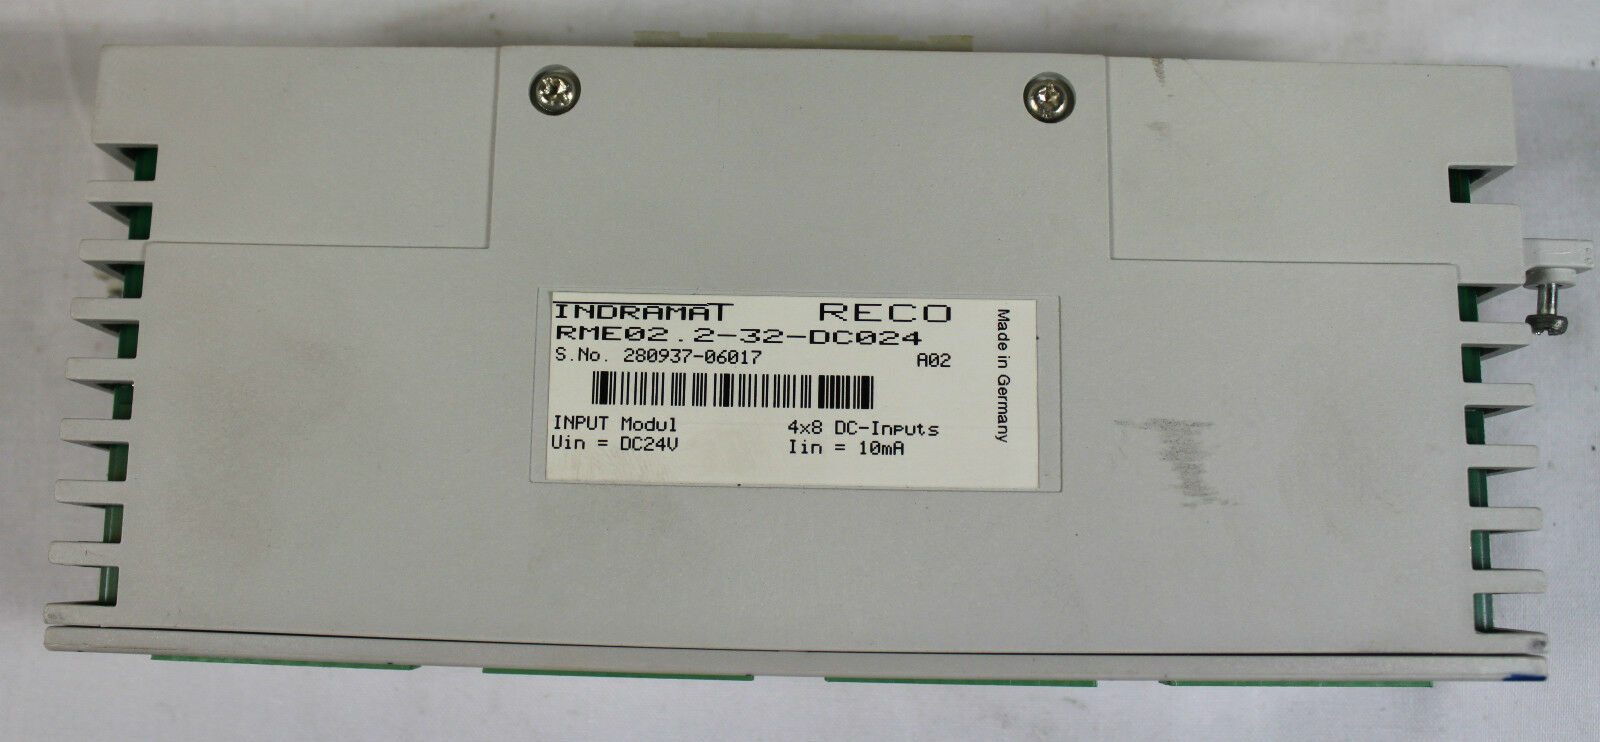 INDRAMAT RECO
RME02.2-32-DC024
S.No. 280937-06017 A02
INPUT Modul 4x8 DC-Inputs
Uin = DC24V Iin = 10mA
Made in Germany